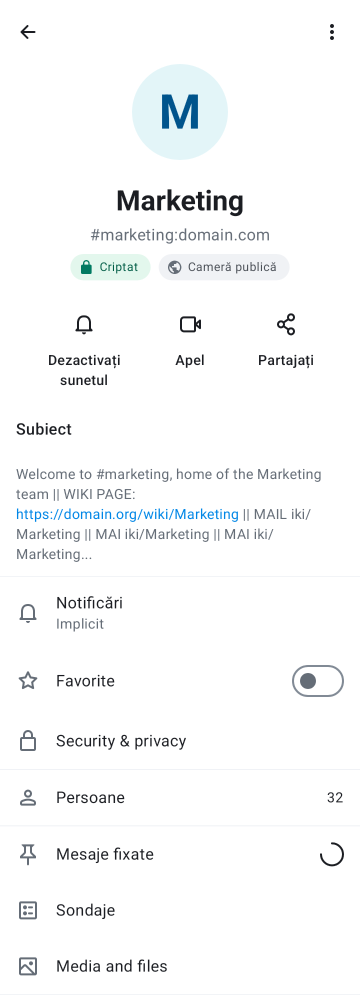 M
Marketing
#marketing:domain.com
Criptat
Cameră publică
Dezactivați
sunetul
Apel
Partajați
Subiect
Welcome to #marketing, home of the Marketing
team || WIKI PAGE:
https://domain.org/wiki/Marketing || MAIL iki/
Marketing || MAI iki/Marketing || MAI iki/
Marketing...
Notificări
Implicit
Favorite
Security & privacy
Persoane 32
Mesaje fixate
Sondaje
Media and files